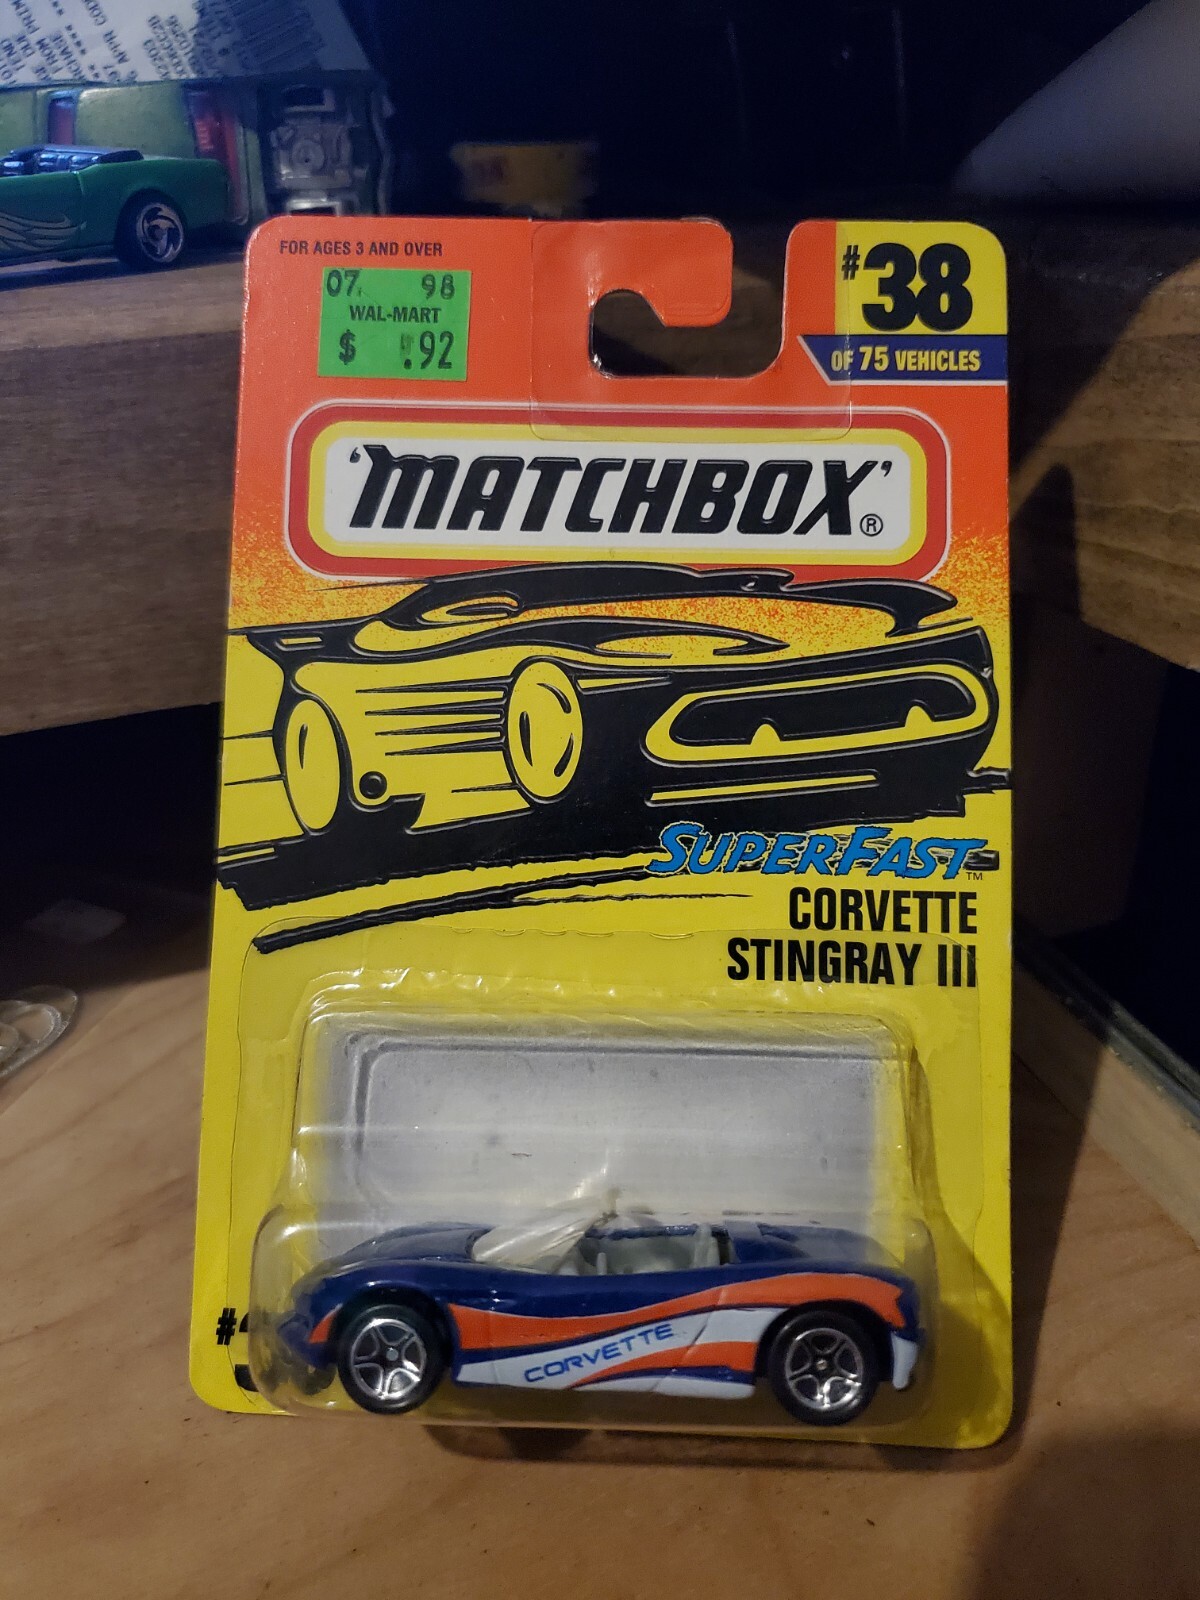 FOR AGES 3 AND OVER
07. 98
WAL-MART
$ .92
#38
OF 75 VEHICLES
'MATCHBOX'®
SUPERFAST™
CORVETTE
STINGRAY III
CORVETTE